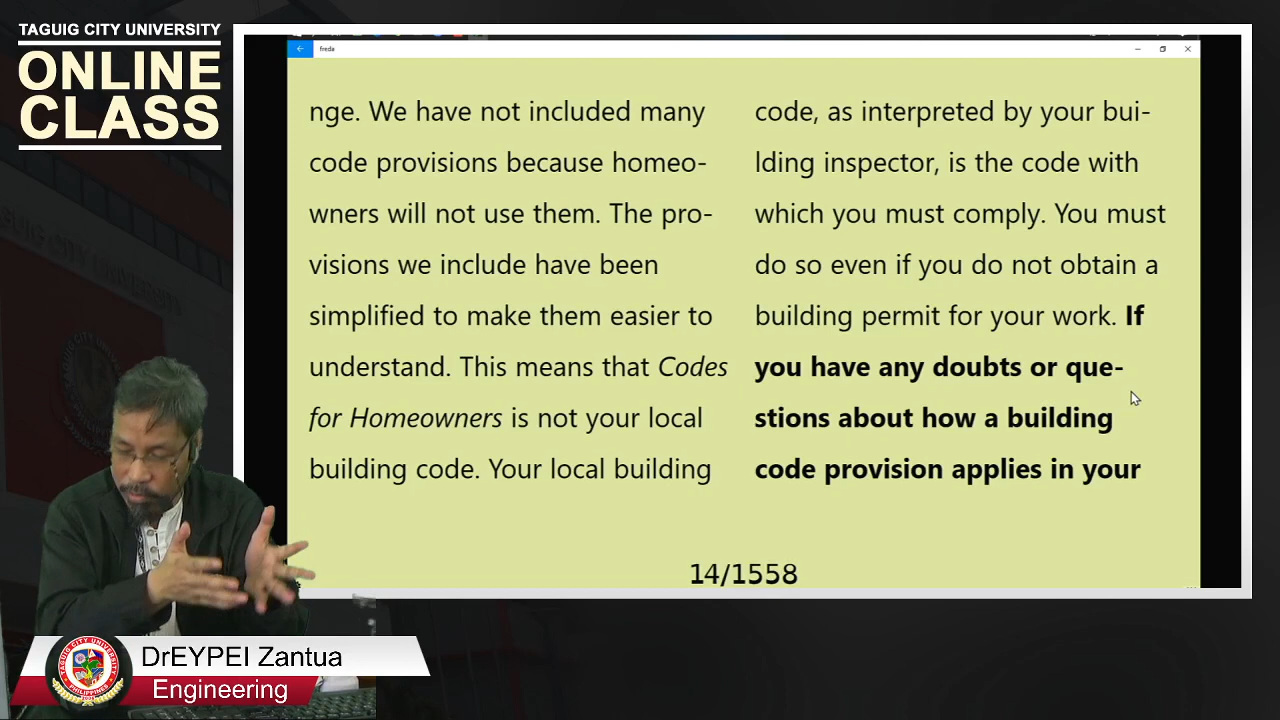 TAGUIG CITY UNIVERSITY
ONLINE
CLASS
freda
nge. We have not included many
code provisions because homeo-
wners will not use them. The pro-
visions we include have been
simplified to make them easier to
understand. This means that Codes
for Homeowners is not your local
building code. Your local building
code, as interpreted by your bui-
lding inspector, is the code with
which you must comply. You must
do so even if you do not obtain a
building permit for your work. If
you have any doubts or que-
stions about how a building
code provision applies in your
14/1558
DrEYPEI Zantua
Engineering